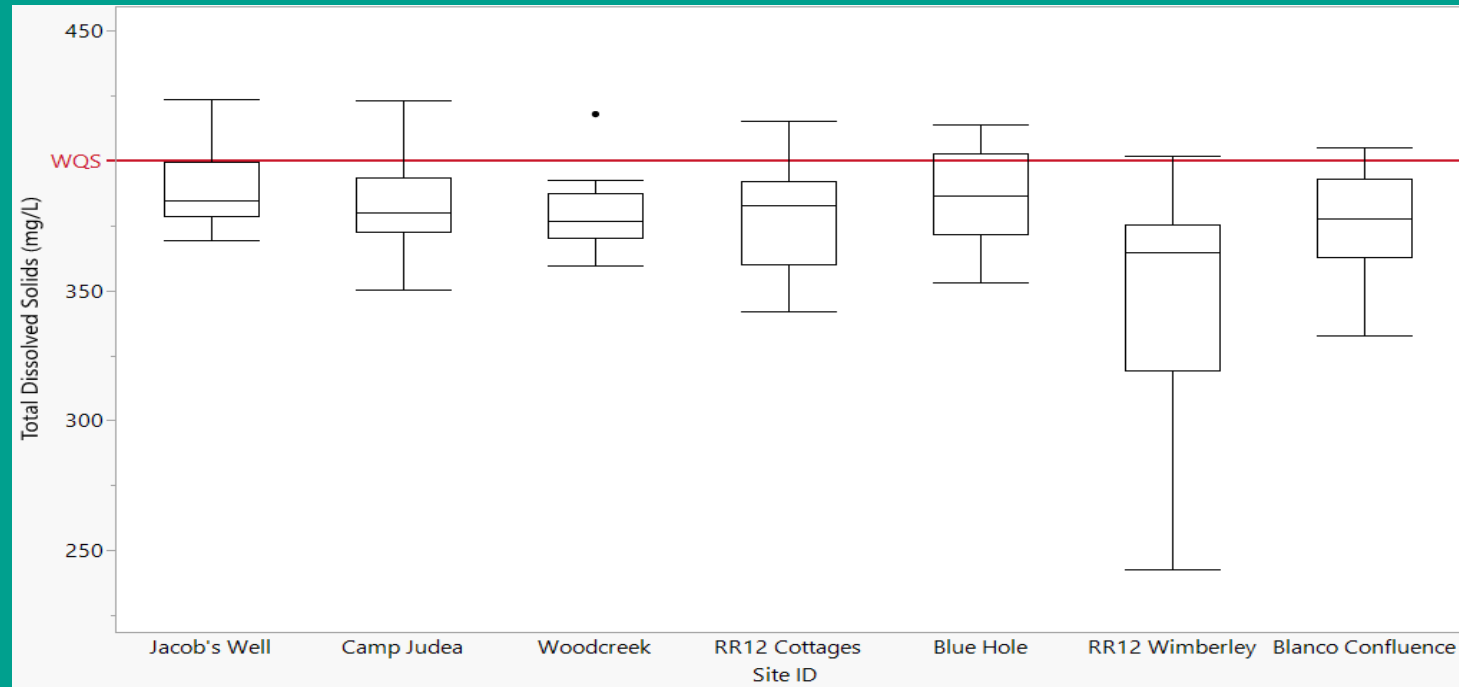 Total Dissolved Solids (mg/L)
450
WQS
350
300
250
Jacob's Well Camp Judea Woodcreek RR12 Cottages Blue Hole RR12 Wimberley Blanco Confluence
Site ID